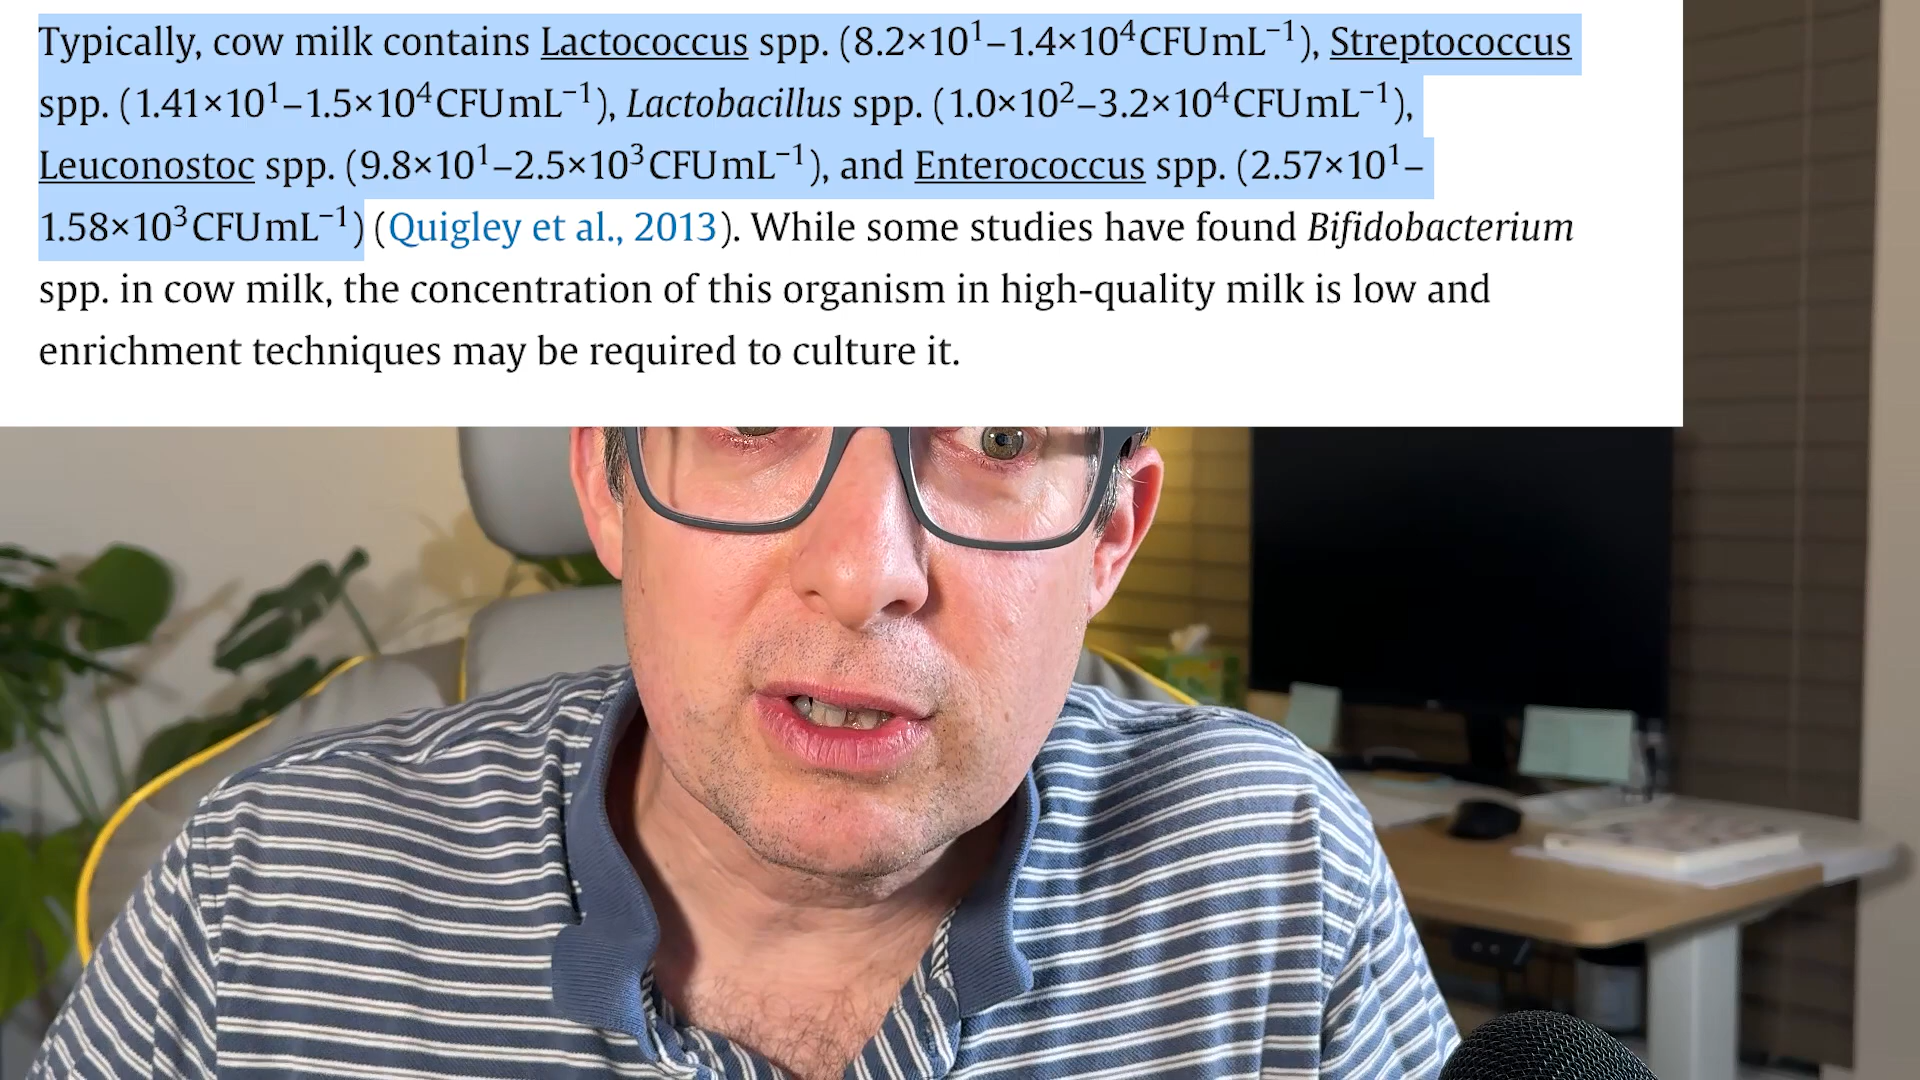 Typically, cow milk contains Lactococcus spp. (8.2×10¹–1.4×10⁴CFUmL⁻¹), Streptococcus
spp. (1.41×10¹–1.5×10⁴CFUmL⁻¹), Lactobacillus spp. (1.0×10²–3.2×10⁴CFUmL⁻¹),
Leuconostoc spp. (9.8×10¹–2.5×10³CFUmL⁻¹), and Enterococcus spp. (2.57×10¹–
1.58×10³CFUmL⁻¹) (Quigley et al., 2013). While some studies have found Bifidobacterium
spp. in cow milk, the concentration of this organism in high-quality milk is low and
enrichment techniques may be required to culture it.